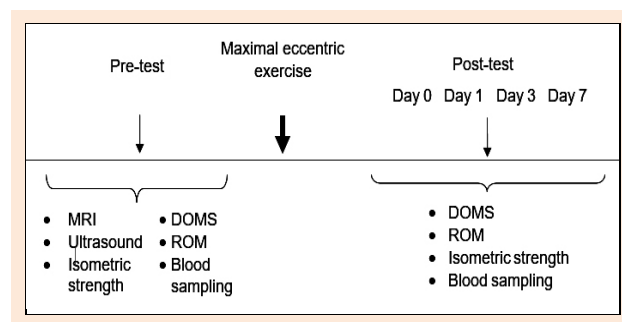 Pre-test
Maximal eccentric
exercise
Post-test
Day 0 Day 1 Day 3 Day 7
• MRI
• Ultrasound
• Isometric
strength
• DOMS
• ROM
• Blood
sampling
• DOMS
• ROM
• Isometric strength
• Blood sampling